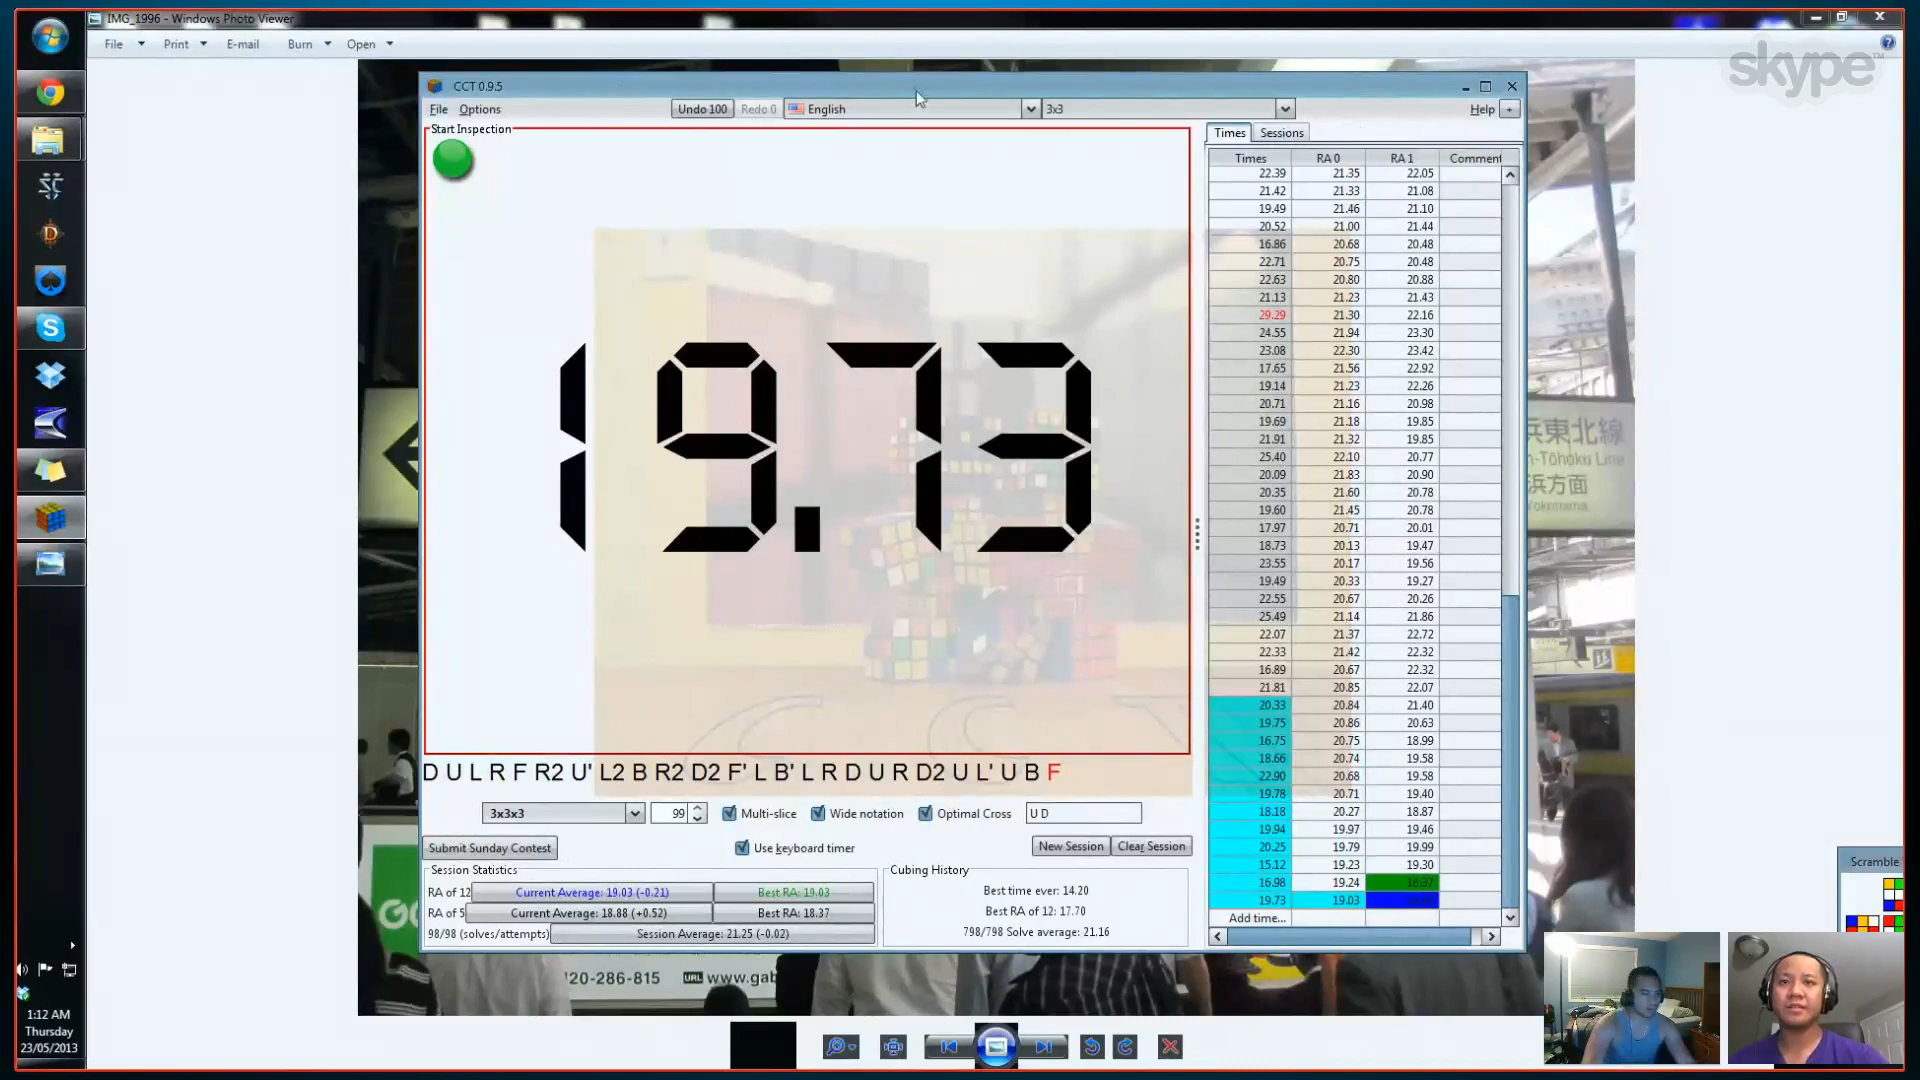 IMG_1996 - Windows Photo Viewer
File Print E-mail Burn Open
skype™
CCT 0.9.5
File Options Undo 100 Redo 0 English 3x3 Help
Start Inspection
19.73
Times Sessions
Times RA 0 RA 1 Comment
22.39 21.35 22.05
21.42 21.33 21.08
19.49 21.46 21.10
20.52 21.00 21.44
16.86 20.68 20.48
22.71 20.75 20.48
22.63 20.80 20.88
21.13 21.23 21.43
29.29 21.30 22.16
24.55 21.94 23.30
23.08 22.30 23.42
17.65 21.56 22.92
19.14 21.23 22.26
20.71 21.16 20.98
19.69 21.18 19.85
21.91 21.32 19.85
25.40 22.10 20.77
20.09 21.83 20.90
20.35 21.60 20.78
19.60 21.45 20.78
17.97 20.71 20.01
18.73 20.13 19.47
23.55 20.17 19.56
19.49 20.33 19.27
22.55 20.67 20.26
25.49 21.14 21.86
22.07 21.37 22.72
22.33 21.42 22.32
16.89 20.67 22.32
21.81 20.85 22.07
20.33 20.84 21.40
19.75 20.86 20.63
16.75 20.75 18.99
18.66 20.74 19.58
22.90 20.68 19.58
19.78 20.71 19.40
18.18 20.27 18.87
19.94 19.97 19.46
20.25 19.79 19.99
15.12 19.23 19.30
16.98 19.24 18.37
19.73 19.03
Add time...
D U L R F R2 U' L2 B R2 D2 F' L B' L R D U R D2 U L' U B F
3x3x3 99 Multi-slice Wide notation Optimal Cross U D
Submit Sunday Contest Use keyboard timer New Session Clear Session
Session Statistics
RA of 12 Current Average: 19.03 (-0.21) Best RA: 19.03
RA of 5 Current Average: 18.88 (+0.52) Best RA: 18.37
98/98 (solves/attempts) Session Average: 21.25 (-0.02)
Cubing History
Best time ever: 14.20
Best RA of 12: 17.70
798/798 Solve average: 21.16
浜東北線
n-Tōhoku Line
浜方面
Yokohama
Scramble
20-286-815 URL www.gab
1:12 AM
Thursday
23/05/2013